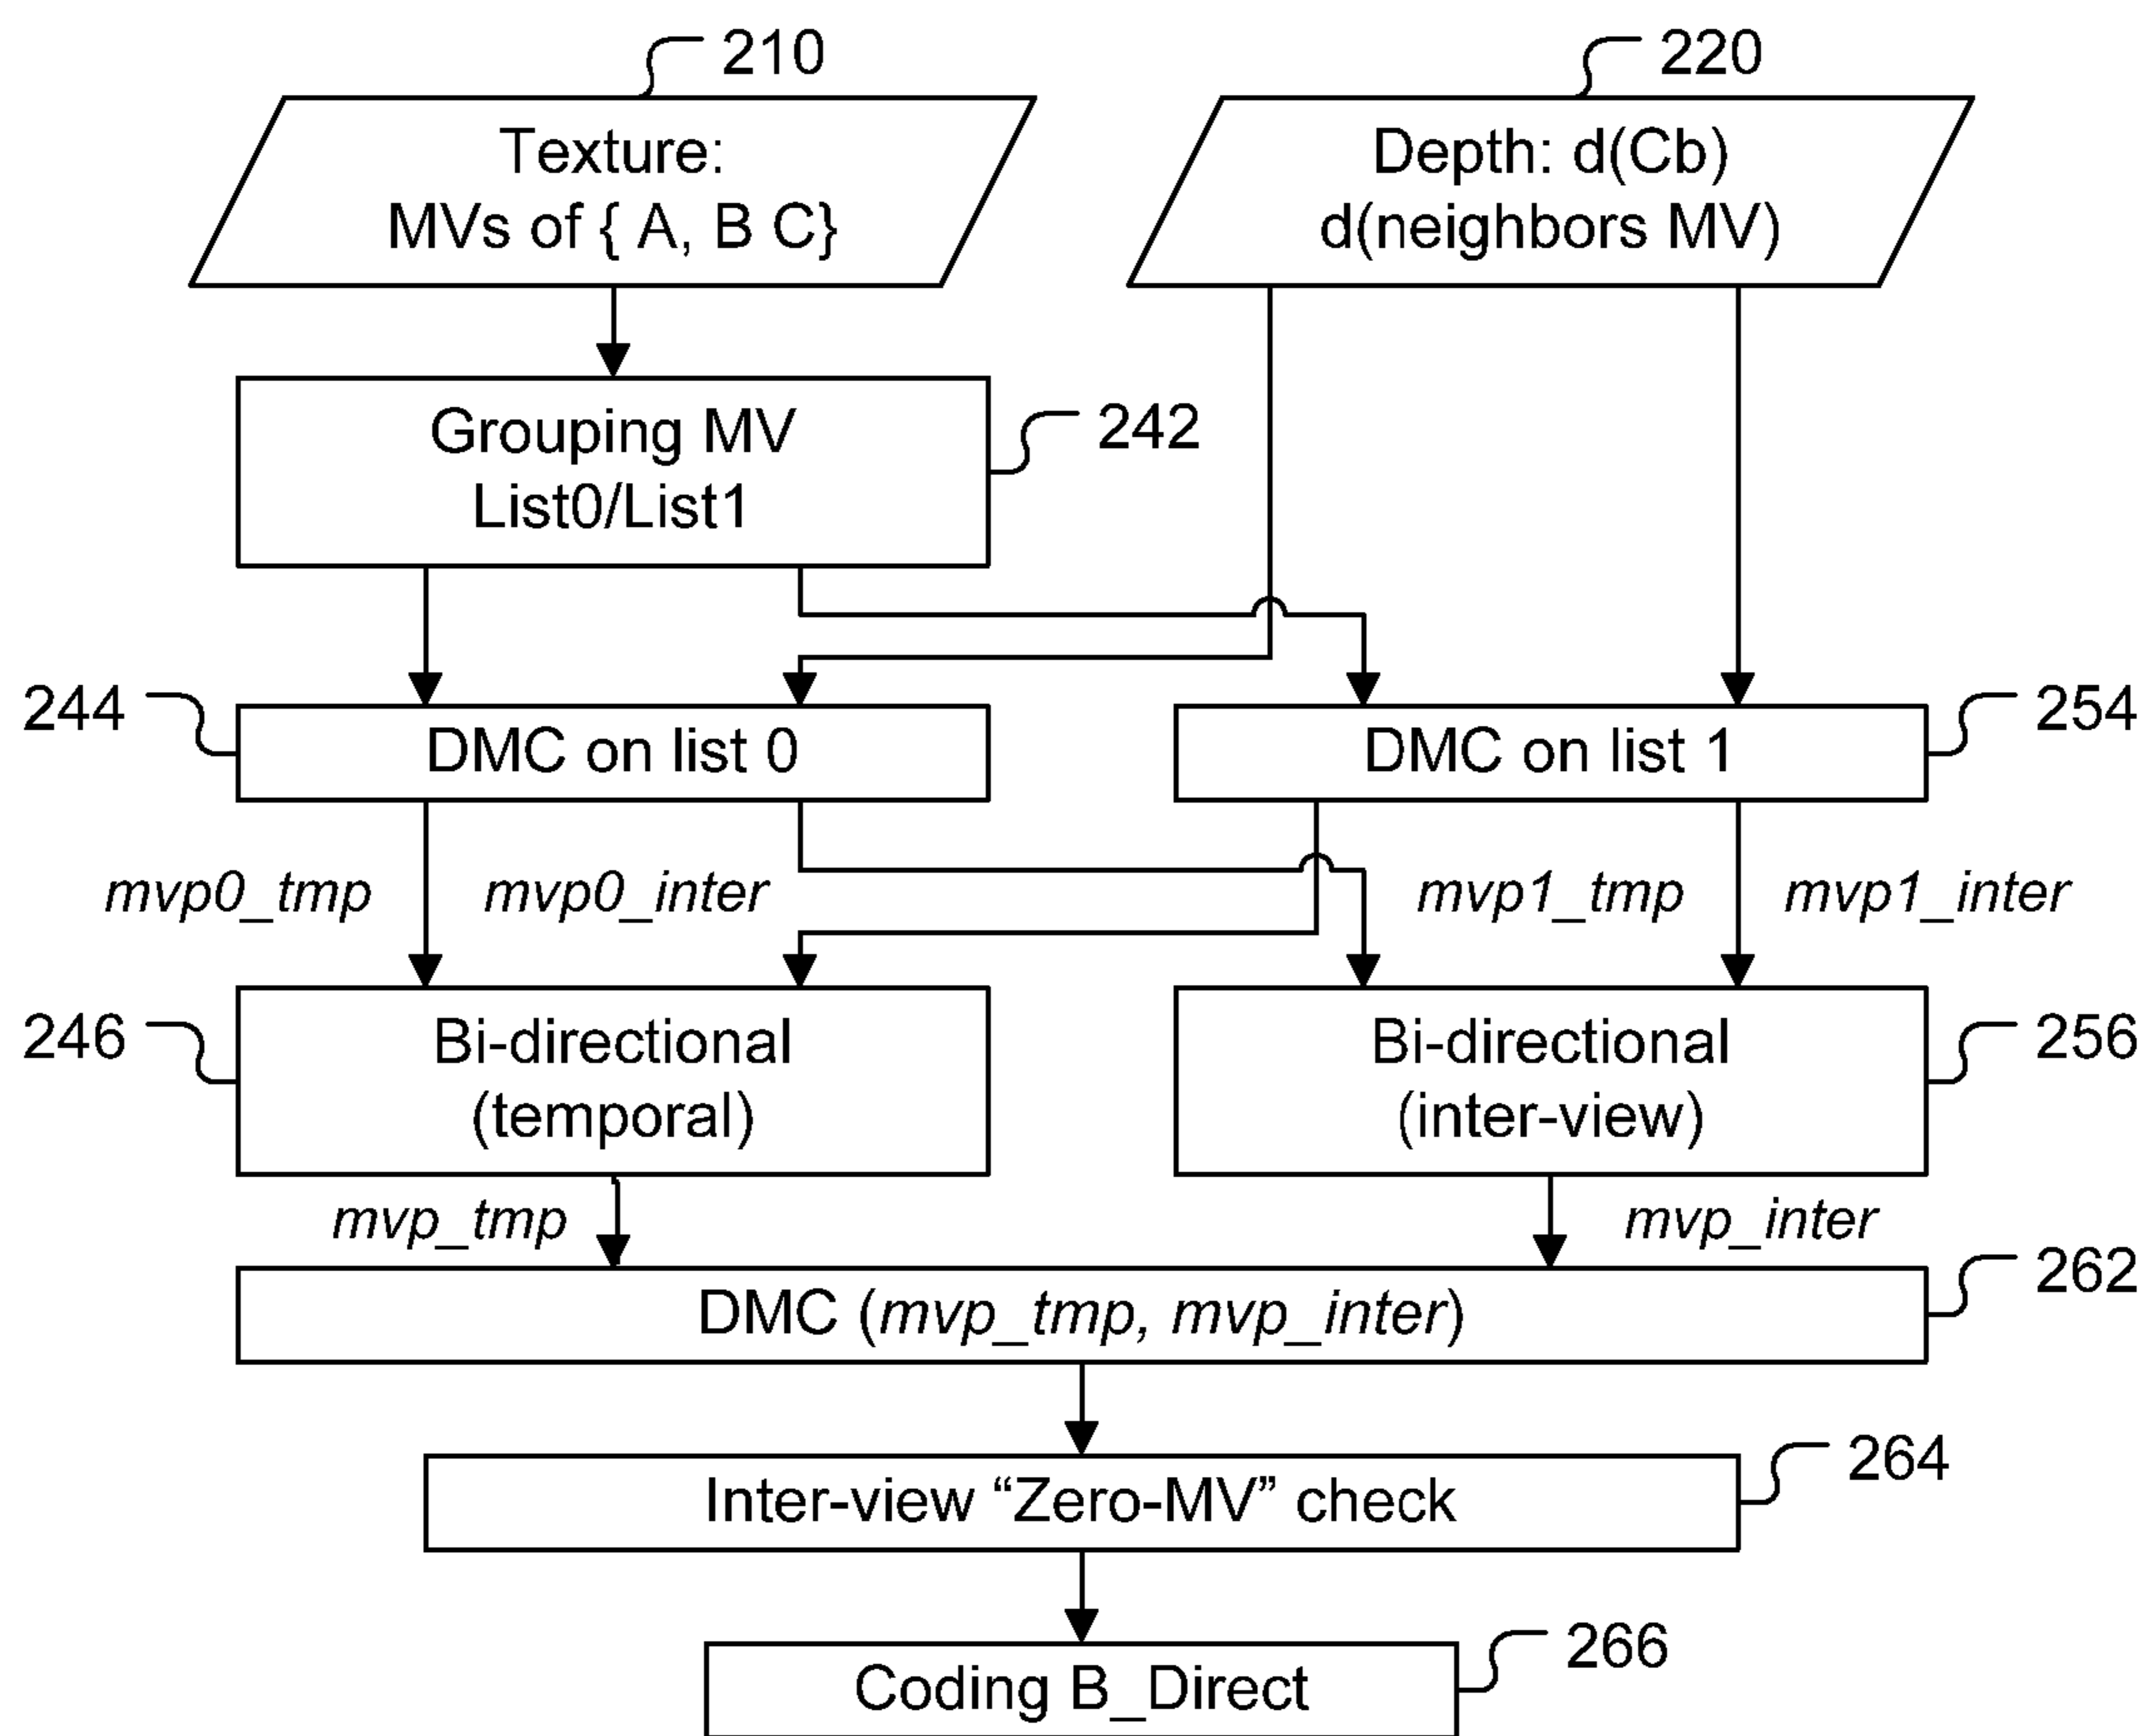 210
220
Texture:
MVs of { A, B C}
Depth: d(Cb)
d(neighbors MV)
Grouping MV
List0/List1
242
244
DMC on list 0
DMC on list 1
254
mvp0_tmp
mvp0_inter
mvp1_tmp
mvp1_inter
246
Bi-directional
(temporal)
Bi-directional
(inter-view)
256
mvp_tmp
mvp_inter
DMC (mvp_tmp, mvp_inter)
262
Inter-view “Zero-MV” check
264
Coding B_Direct
266